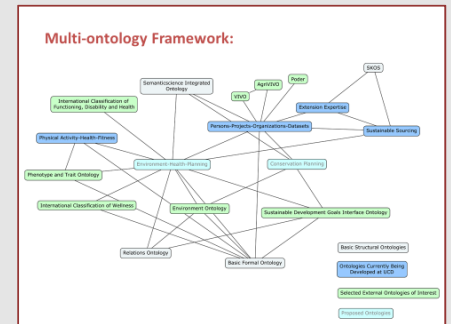 Multi-ontology Framework:
SKOS
Semanticscience Integrated
Ontology
AgriVIVO
Poder
VIVO
International Classification of
Functioning, Disability and Health
Extension Expertise
Persons-Projects-Organizations-Datasets
Sustainable Sourcing
Physical Activity-Health-Fitness
Environment-Health-Planning
Conservation Planning
Phenotype and Trait Ontology
International Classification of Wellness
Environment Ontology
Sustainable Development Goals Interface Ontology
Relations Ontology
Basic Formal Ontology
Basic Structural Ontologies
Ontologies Currently Being
Developed at UCD
Selected External Ontologies of Interest
Proposed Ontologies